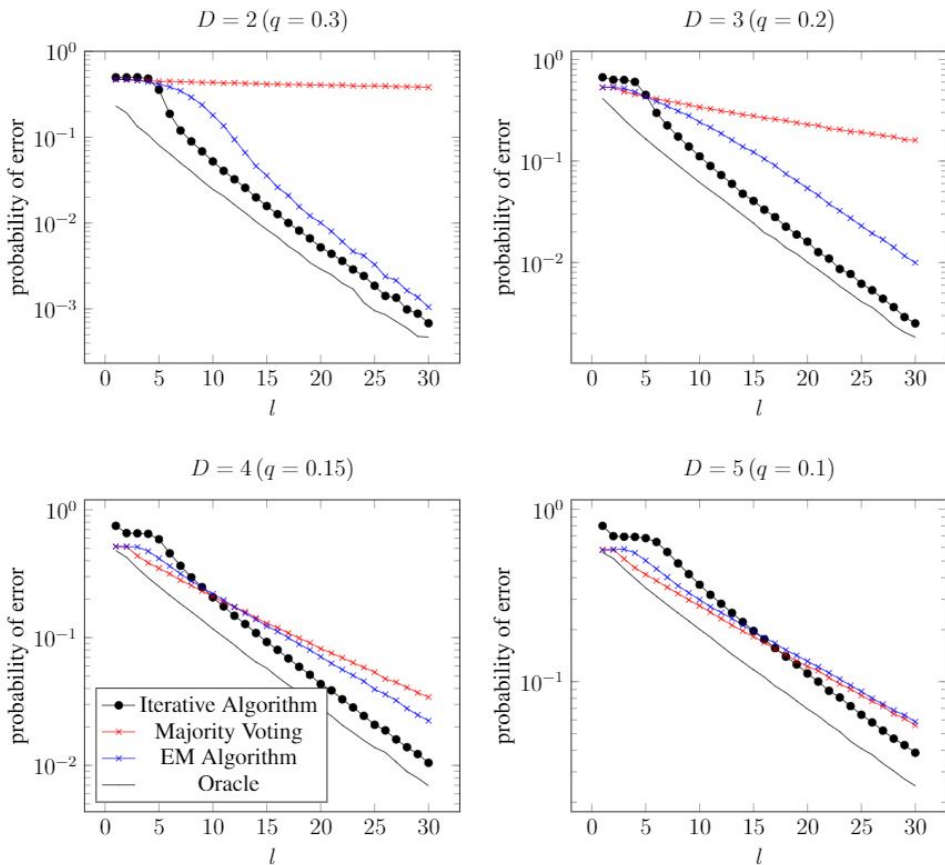 D = 2 (q = 0.3)
10^0
10^{-1}
10^{-2}
10^{-3}
probability of error
0 5 10 15 20 25 30
l
D = 3 (q = 0.2)
10^0
10^{-1}
10^{-2}
probability of error
0 5 10 15 20 25 30
l
D = 4 (q = 0.15)
10^0
10^{-1}
10^{-2}
probability of error
Iterative Algorithm
Majority Voting
EM Algorithm
Oracle
0 5 10 15 20 25 30
l
D = 5 (q = 0.1)
10^0
10^{-1}
probability of error
0 5 10 15 20 25 30
l